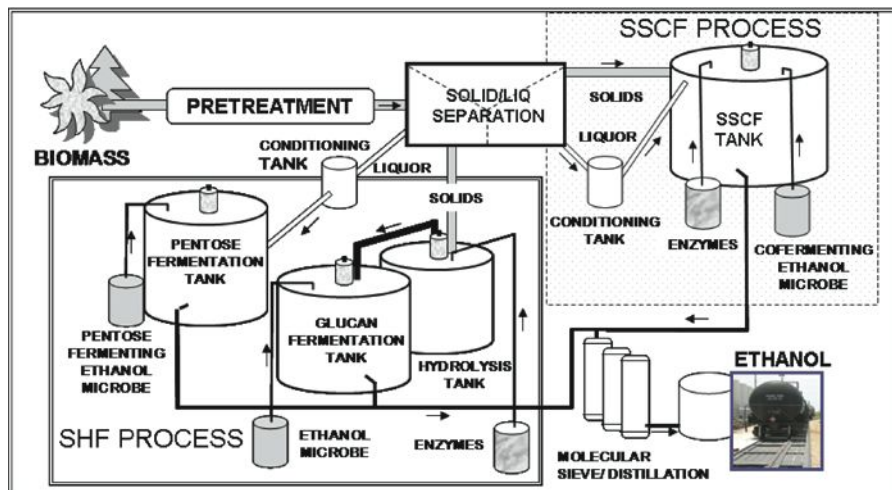 SSCF PROCESS
BIOMASS
PRETREATMENT
SOLID/LIQ
SEPARATION
SOLIDS
LIQUOR
SSCF
TANK
CONDITIONING
TANK
ENZYMES
COFERMENTING
ETHANOL
MICROBE
CONDITIONING
TANK
LIQUOR
SOLIDS
PENTOSE
FERMENTATION
TANK
GLUCAN
FERMENTATION
TANK
HYDROLYSIS
TANK
PENTOSE
FERMENTING
ETHANOL
MICROBE
SHF PROCESS
ETHANOL
MICROBE
ENZYMES
MOLECULAR
SIEVE/ DISTILLATION
ETHANOL